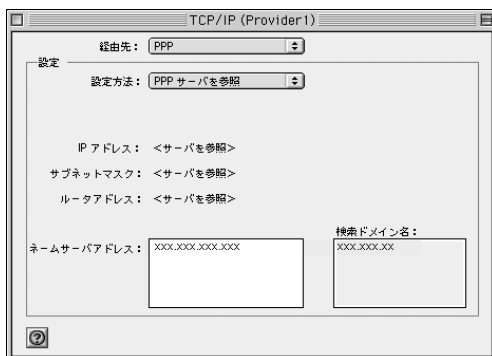 TCP/IP (Provider1)
経由先： PPP
設定
設定方法： PPP サーバを参照
IP アドレス： <サーバを参照>
サブネットマスク： <サーバを参照>
ルータアドレス： <サーバを参照>
検索ドメイン名：
ネームサーバアドレス： xxx.xxx.xxx.xxx xxx.xxx.xx
?